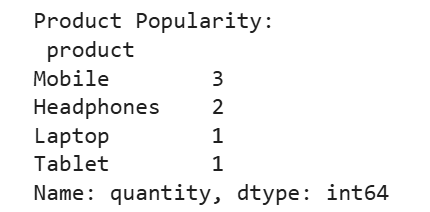 Product Popularity:
product
Mobile 3
Headphones 2
Laptop 1
Tablet 1
Name: quantity, dtype: int64